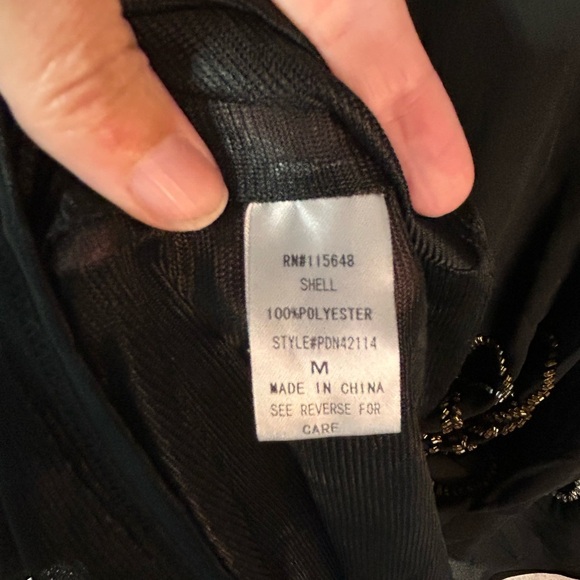 RN#115648
SHELL
100%POLYESTER
STYLE#PDN42114
M
MADE IN CHINA
SEE REVERSE FOR
CARE